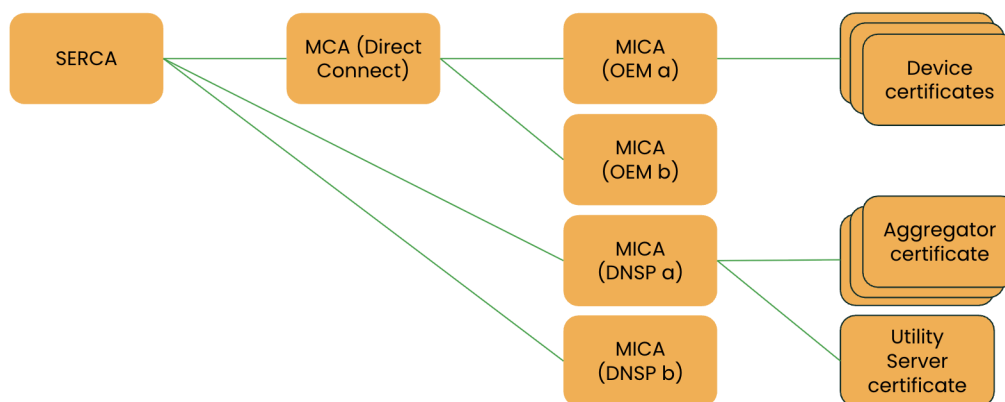 SERCA
MCA (Direct
Connect)
MICA
(OEM a)
Device
certificates
MICA
(OEM b)
MICA
(DNSP a)
Aggregator
certificate
MICA
(DNSP b)
Utility
Server
certificate